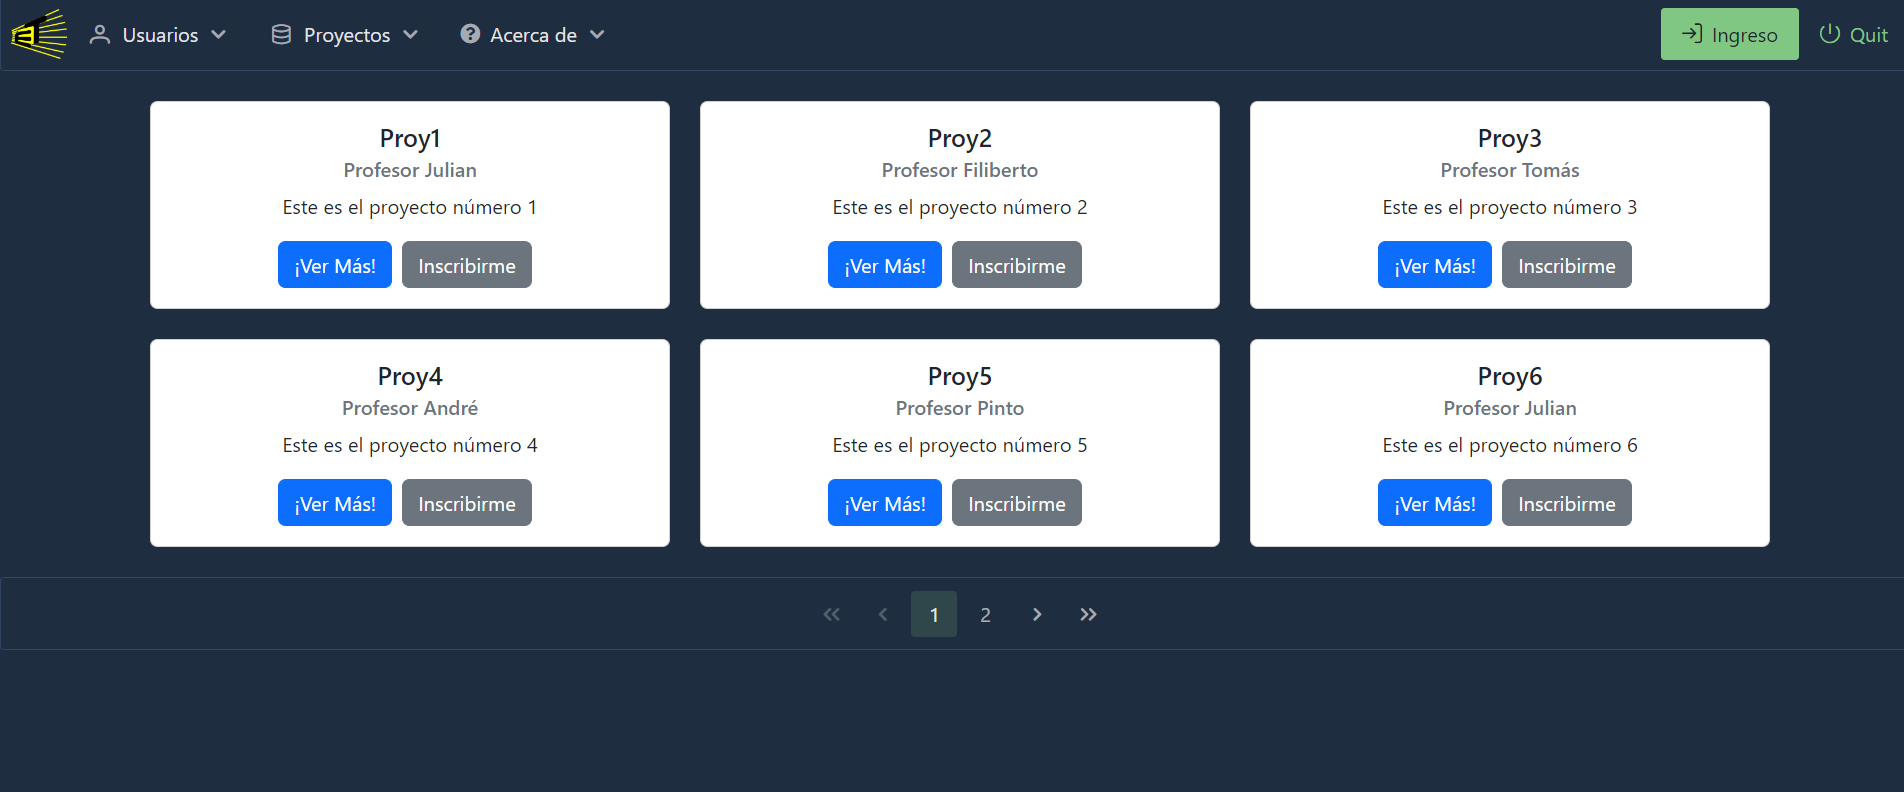 Usuarios Proyectos Acerca de Ingreso Quit
Proy1
Profesor Julian
Este es el proyecto número 1
¡Ver Más! Inscribirme
Proy2
Profesor Filiberto
Este es el proyecto número 2
¡Ver Más! Inscribirme
Proy3
Profesor Tomás
Este es el proyecto número 3
¡Ver Más! Inscribirme
Proy4
Profesor André
Este es el proyecto número 4
¡Ver Más! Inscribirme
Proy5
Profesor Pinto
Este es el proyecto número 5
¡Ver Más! Inscribirme
Proy6
Profesor Julian
Este es el proyecto número 6
¡Ver Más! Inscribirme
1 2